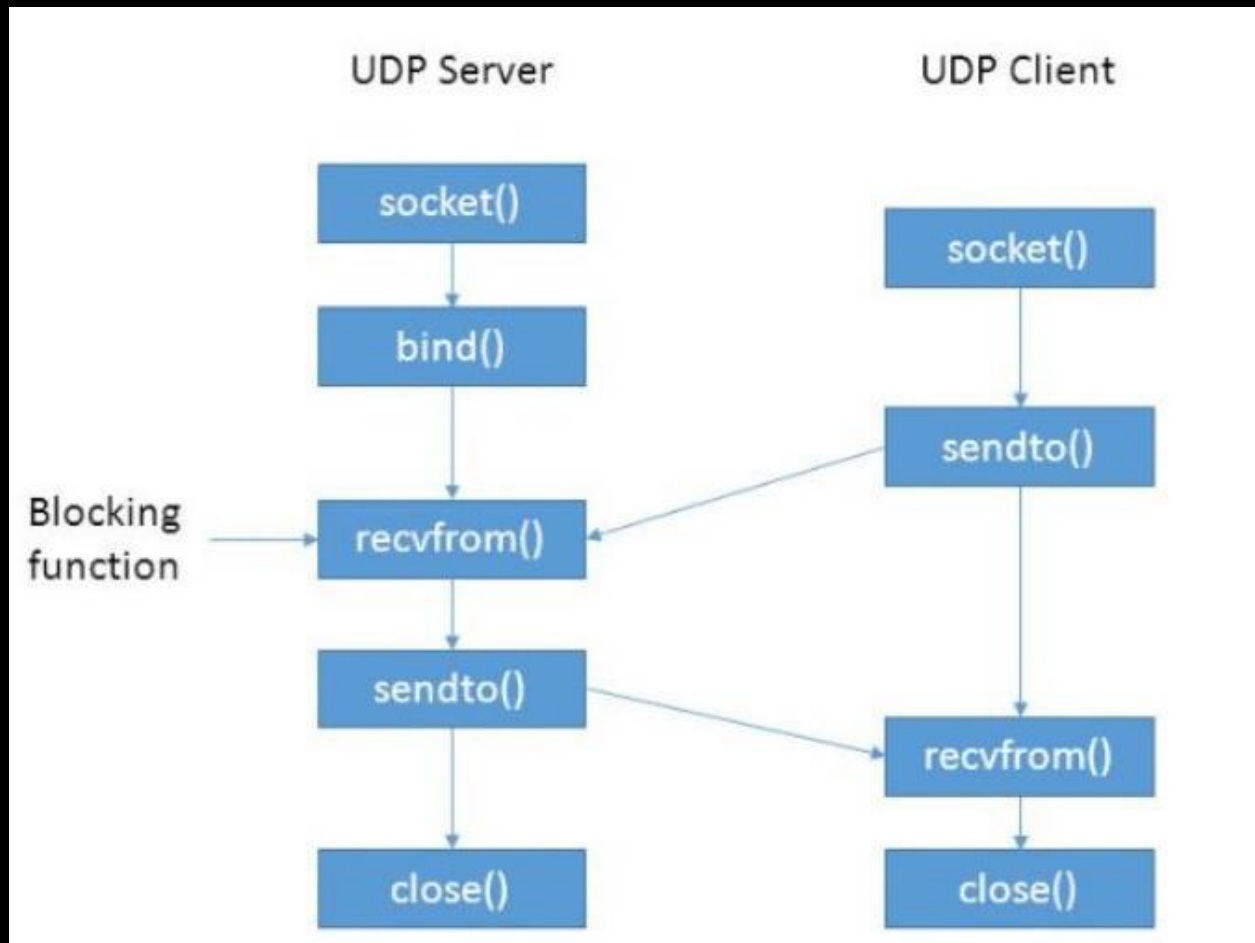 UDP Server
UDP Client
socket()
socket()
bind()
sendto()
Blocking
function
recvfrom()
sendto()
recvfrom()
close()
close()